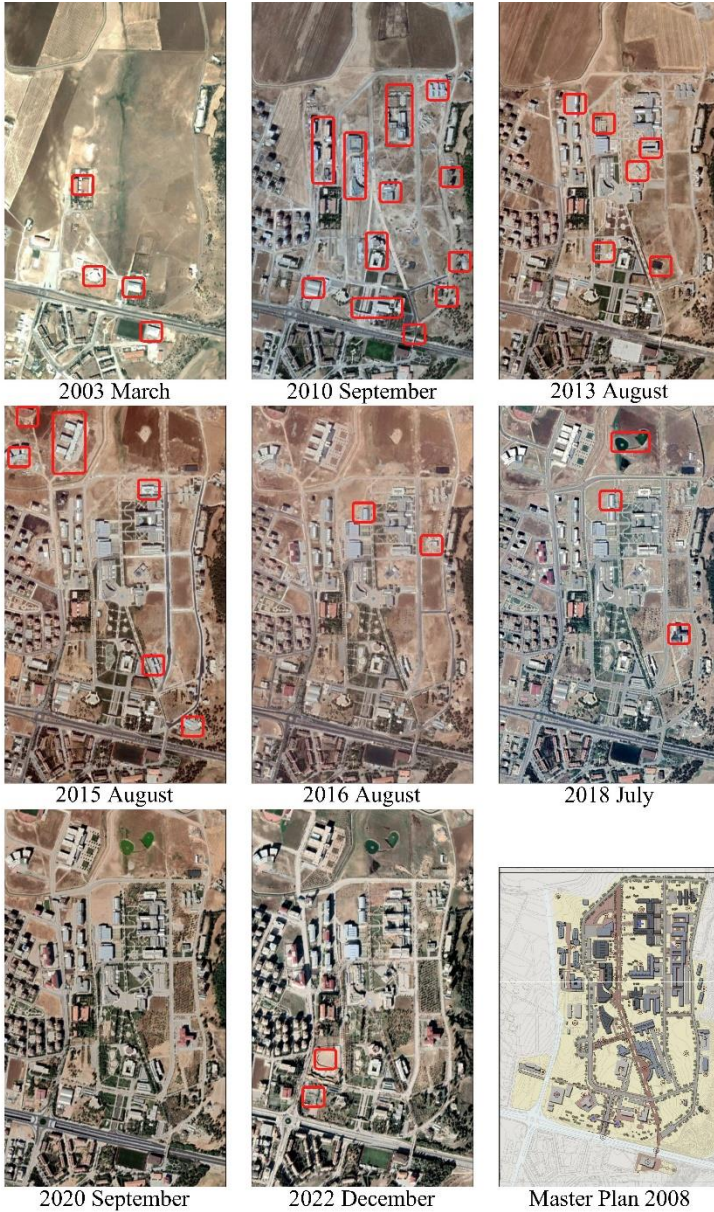 2003 March
2010 September
2013 August
2015 August
2016 August
2018 July
2020 September
2022 December
Master Plan 2008